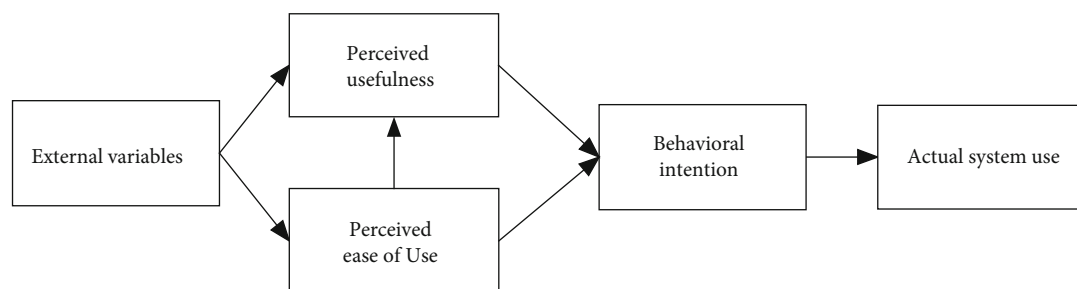 External variables
Perceived
usefulness
Perceived
ease of Use
Behavioral
intention
Actual system use